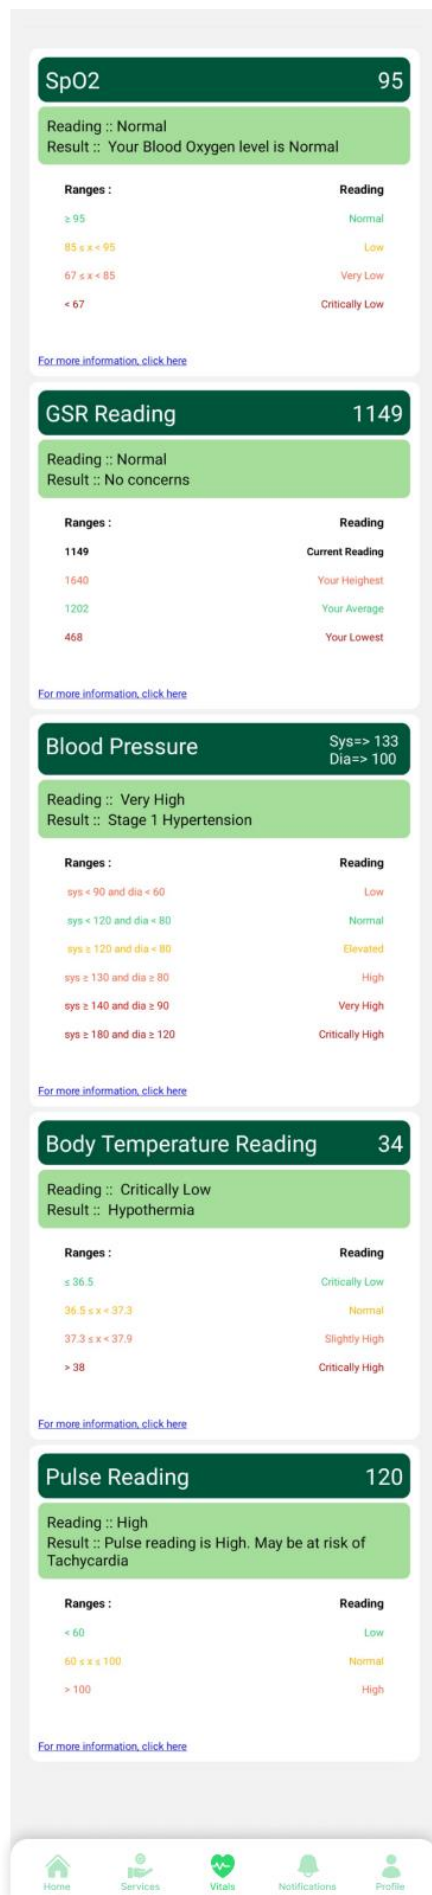 SpO2 95
Reading :: Normal
Result :: Your Blood Oxygen level is Normal
Ranges : Reading
≥ 95 Normal
85 ≤ x < 95 Low
67 ≤ x < 85 Very Low
< 67 Critically Low
For more information, click here
GSR Reading 1149
Reading :: Normal
Result :: No concerns
Ranges : Reading
1149 Current Reading
1640 Your Heighest
1202 Your Average
468 Your Lowest
For more information, click here
Blood Pressure Sys=> 133
Dia=> 100
Reading :: Very High
Result :: Stage 1 Hypertension
Ranges : Reading
sys < 90 and dia < 60 Low
sys < 120 and dia < 80 Normal
sys ≥ 120 and dia < 80 Elevated
sys ≥ 130 and dia ≥ 80 High
sys ≥ 140 and dia ≥ 90 Very High
sys ≥ 180 and dia ≥ 120 Critically High
For more information, click here
Body Temperature Reading 34
Reading :: Critically Low
Result :: Hypothermia
Ranges : Reading
≤ 36.5 Critically Low
36.5 ≤ x < 37.3 Normal
37.3 ≤ x < 37.9 Slightly High
> 38 Critically High
For more information, click here
Pulse Reading 120
Reading :: High
Result :: Pulse reading is High. May be at risk of
Tachycardia
Ranges : Reading
< 60 Low
60 ≤ x ≤ 100 Normal
> 100 High
For more information, click here
Home Services Vitals Notifications Profile